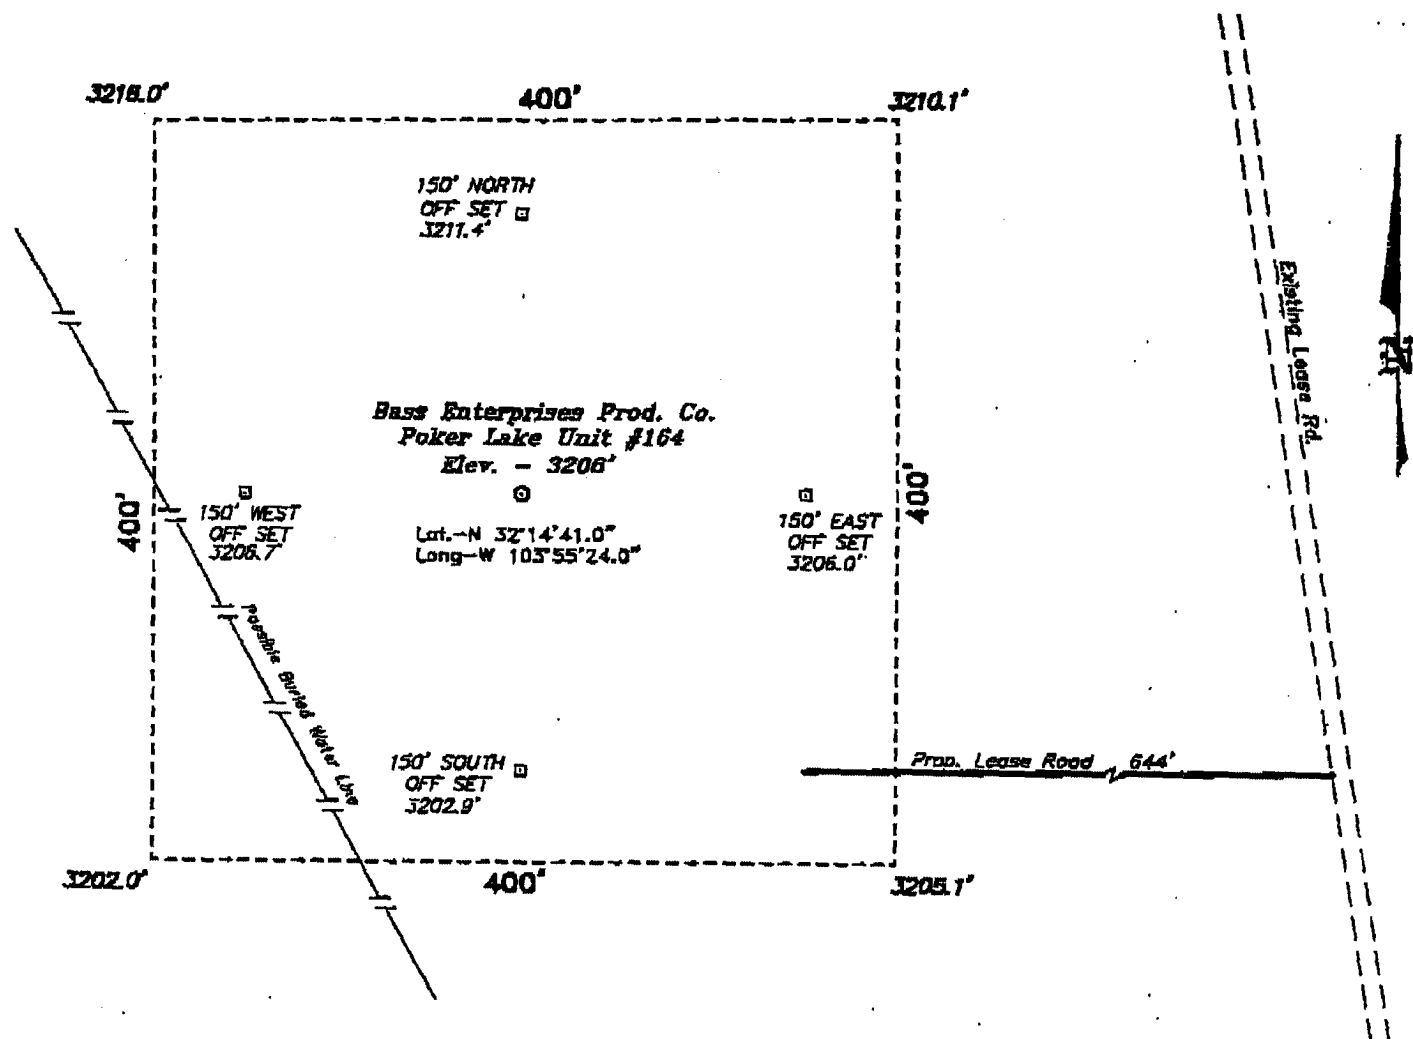 3216.0'
400'
3210.1'
150' NORTH
OFF SET
3211.4'
Existing Lease Rd.
Bass Enterprises Prod. Co.
Poker Lake Unit #164
Elev. - 3206'
400'
150' WEST
OFF SET
3206.7'
Lat.-N 32°14'41.0"
Long-W 103°55'24.0"
150' EAST
OFF SET
3206.0'
400'
Possible Buried Water Line
150' SOUTH
OFF SET
3202.9'
Prop. Lease Road 644'
3202.0'
400'
3205.1'